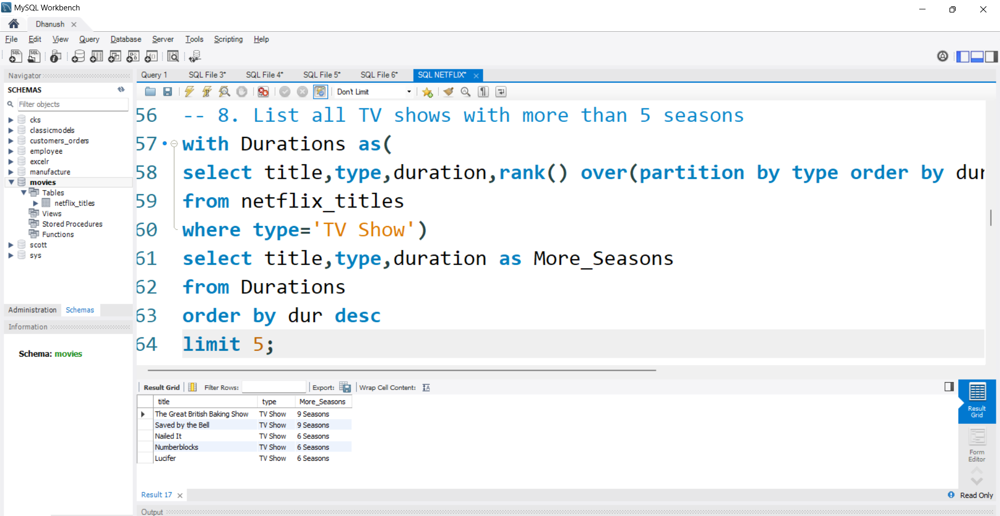 MySQL Workbench
Dhanush
File Edit View Query Database Server Tools Scripting Help
SQL SQL
Navigator
Query 1 SQL File 3* SQL File 4* SQL File 5* SQL File 6* SQL NETFLIX*
SCHEMAS
Don't Limit
Filter objects
cks
classicmodels
customers_orders
employee
excelr
manufacture
movies
Tables
netflix_titles
Views
Stored Procedures
Functions
scott
sys
Administration Schemas
Information
Schema: movies
56 -- 8. List all TV shows with more than 5 seasons
57 with Durations as(
58 select title,type,duration,rank() over(partition by type order by dur
59 from netflix_titles
60 where type='TV Show')
61 select title,type,duration as More_Seasons
62 from Durations
63 order by dur desc
64 limit 5;
Result Grid Filter Rows: Export: Wrap Cell Content:
title type More_Seasons
The Great British Baking Show TV Show 9 Seasons
Saved by the Bell TV Show 9 Seasons
Nailed It TV Show 6 Seasons
Numberblocks TV Show 6 Seasons
Lucifer TV Show 6 Seasons
Result
Grid
Form
Editor
Result 17
Read Only
Output